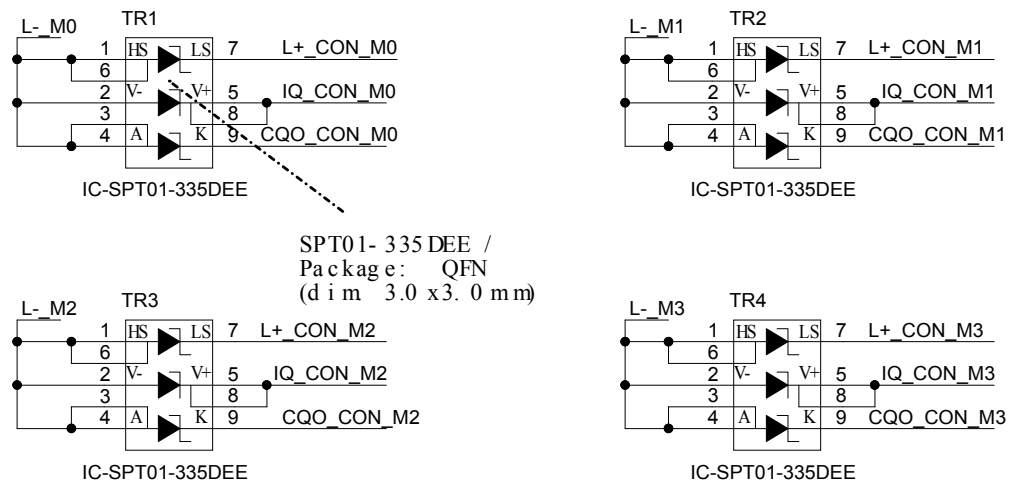 L-_M0 TR1
1 HS LS 7 L+_CON_M0
6
2 V- V+ 5 IQ_CON_M0
3 8
4 A K 9 CQO_CON_M0
IC-SPT01-335DEE
L-_M1 TR2
1 HS LS 7 L+_CON_M1
6
2 V- V+ 5 IQ_CON_M1
3 8
4 A K 9 CQO_CON_M1
IC-SPT01-335DEE
SPT01-335DEE /
Package: QFN
(dim 3.0x3.0mm)
L-_M2 TR3
1 HS LS 7 L+_CON_M2
6
2 V- V+ 5 IQ_CON_M2
3 8
4 A K 9 CQO_CON_M2
IC-SPT01-335DEE
L-_M3 TR4
1 HS LS 7 L+_CON_M3
6
2 V- V+ 5 IQ_CON_M3
3 8
4 A K 9 CQO_CON_M3
IC-SPT01-335DEE